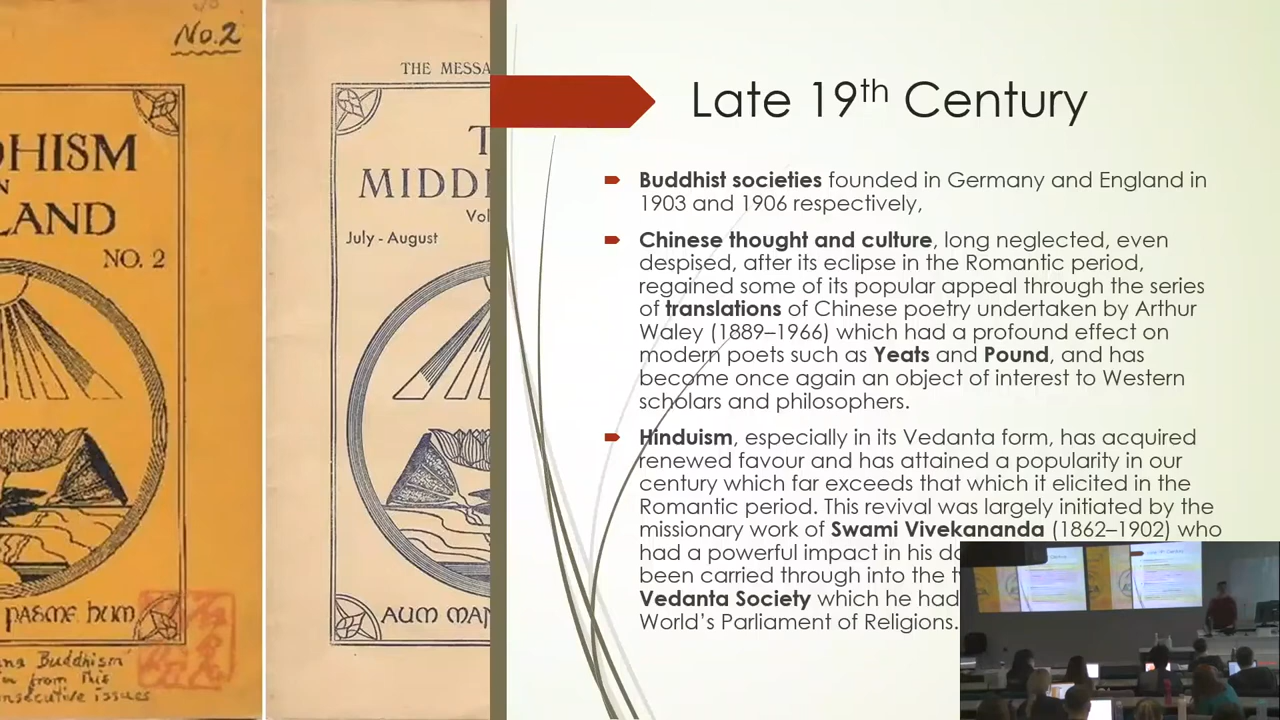 No.2
DHISM
LAND
NO. 2
PADME HUM
ng Buddhism'
from this
nsecutive issues
THE MESSA
T
MIDD
Vol
July - August
AUM MA
Late 19th Century
Buddhist societies founded in Germany and England in
1903 and 1906 respectively,
Chinese thought and culture, long neglected, even
despised, after its eclipse in the Romantic period,
regained some of its popular appeal through the series
of translations of Chinese poetry undertaken by Arthur
Waley (1889–1966) which had a profound effect on
modern poets such as Yeats and Pound, and has
become once again an object of interest to Western
scholars and philosophers.
Hinduism, especially in its Vedanta form, has acquired
renewed favour and has attained a popularity in our
century which far exceeds that which it elicited in the
Romantic period. This revival was largely initiated by the
missionary work of Swami Vivekananda (1862–1902) who
had a powerful impact in his da
been carried through into the tw
Vedanta Society which he had
World's Parliament of Religions.